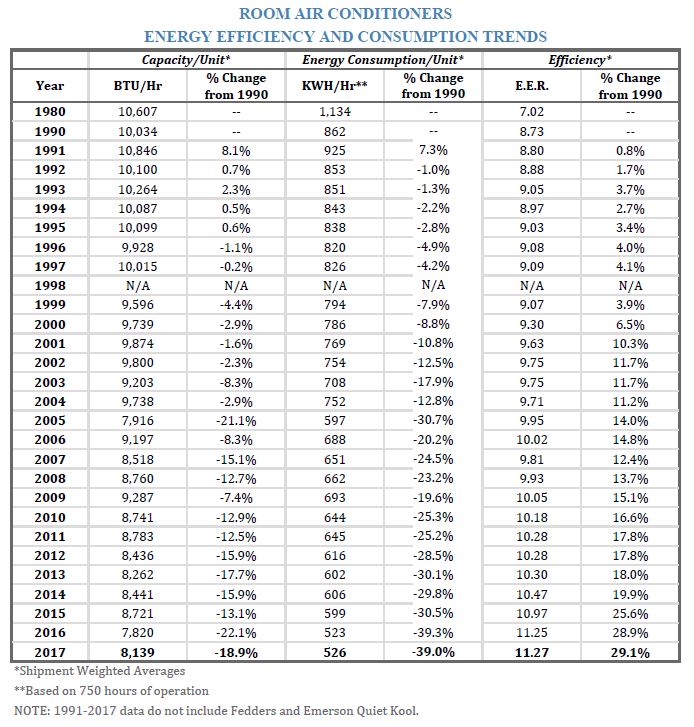 ROOM AIR CONDITIONERS
ENERGY EFFICIENCY AND CONSUMPTION TRENDS
Capacity/Unit* Energy Consumption/Unit* Efficiency*
Year BTU/Hr % Change from 1990 KWH/Hr** % Change from 1990 E.E.R. % Change from 1990
1980 10,607 -- 1,134 -- 7.02
1990 10,034 -- 862 -- 8.73 --
1991 10,846 8.1% 925 7.3% 8.80 0.8%
1992 10,100 0.7% 853 -1.0% 8.88 1.7%
1993 10,264 2.3% 851 -1.3% 9.05 3.7%
1994 10,087 0.5% 843 -2.2% 8.97 2.7%
1995 10,099 0.6% 838 -2.8% 9.03 3.4%
1996 9,928 -1.1% 820 -4.9% 9.08 4.0%
1997 10,015 -0.2% 826 -4.2% 9.09 4.1%
1998 N/A N/A N/A N/A N/A N/A
1999 9,596 -4.4% 794 -7.9% 9.07 3.9%
2000 9,739 -2.9% 786 -8.8% 9.30 6.5%
2001 9,874 -1.6% 769 -10.8% 9.63 10.3%
2002 9,800 -2.3% 754 -12.5% 9.75 11.7%
2003 9,203 -8.3% 708 -17.9% 9.75 11.7%
2004 9,738 -2.9% 752 -12.8% 9.71 11.2%
2005 7,916 -21.1% 597 -30.7% 9.95 14.0%
2006 9,197 -8.3% 688 -20.2% 10.02 14.8%
2007 8,518 -15.1% 651 -24.5% 9.81 12.4%
2008 8,760 -12.7% 662 -23.2% 9.93 13.7%
2009 9,287 -7.4% 693 -19.6% 10.05 15.1%
2010 8,741 -12.9% 644 -25.3% 10.18 16.6%
2011 8,783 -12.5% 645 -25.2% 10.28 17.8%
2012 8,436 -15.9% 616 -28.5% 10.28 17.8%
2013 8,262 -17.7% 602 -30.1% 10.30 18.0%
2014 8,441 -15.9% 606 -29.8% 10.47 19.9%
2015 8,721 -13.1% 599 -30.5% 10.97 25.6%
2016 7,820 -22.1% 523 -39.3% 11.25 28.9%
2017 8,139 -18.9% 526 -39.0% 11.27 29.1%
*Shipment Weighted Averages
**Based on 750 hours of operation
NOTE: 1991-2017 data do not include Fedders and Emerson Quiet Kool.